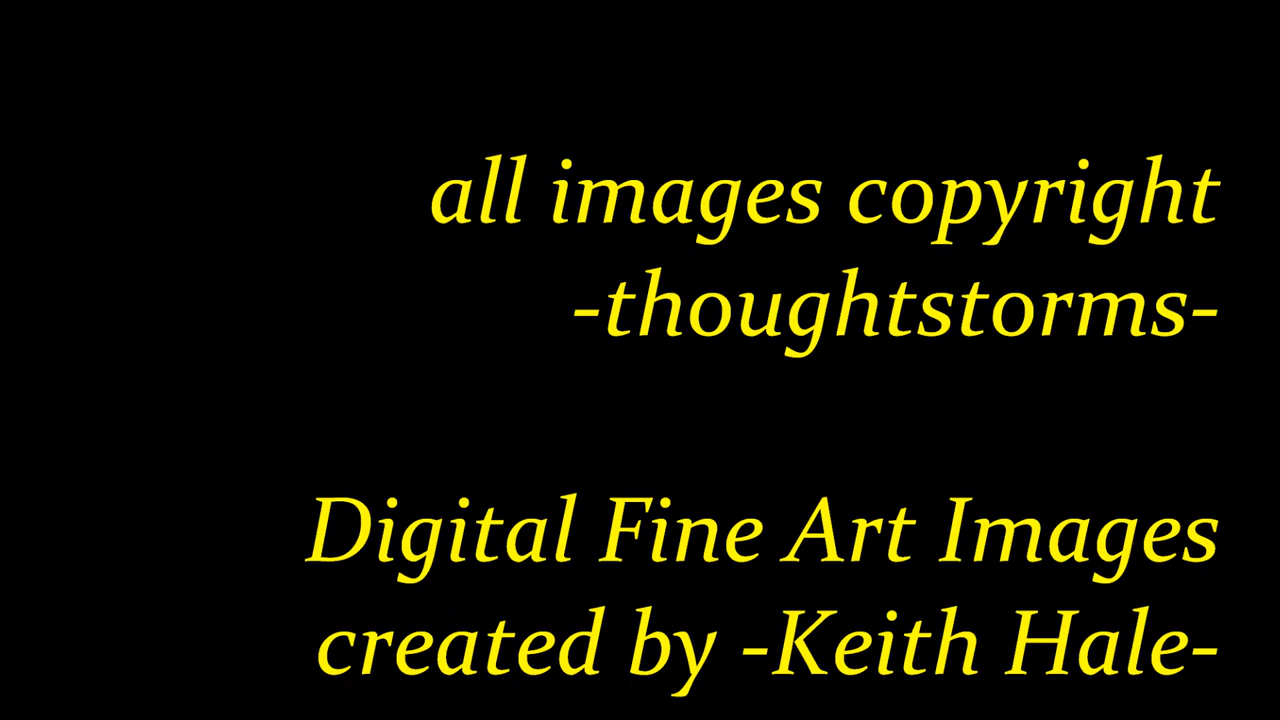 all images copyright
-thoughtstorms-
Digital Fine Art Images
created by -Keith Hale-